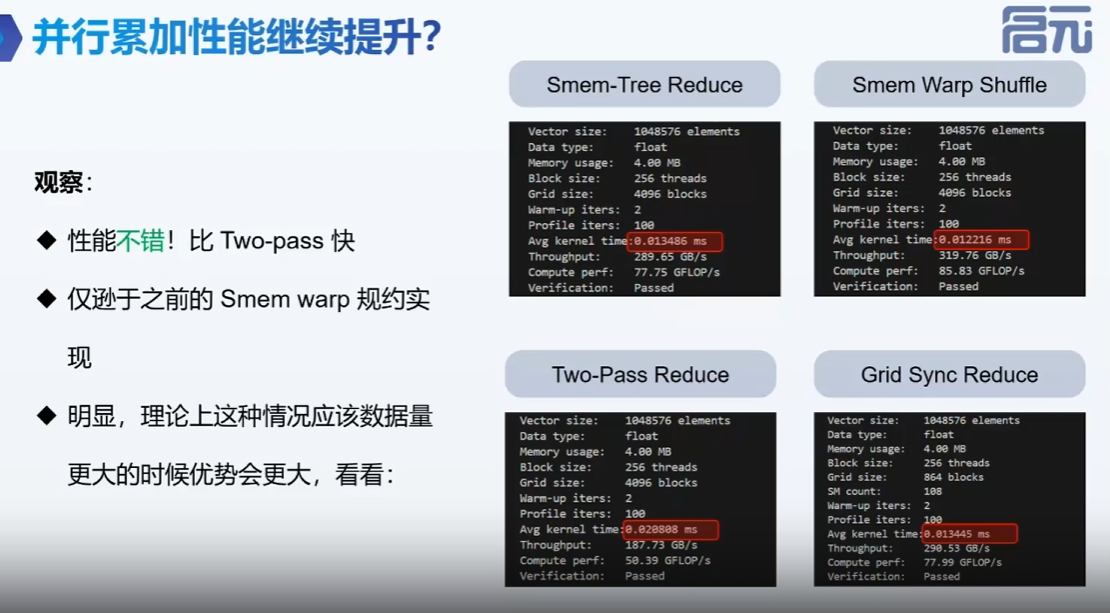 并行累加性能继续提升?
启元
观察:
◆ 性能不错! 比 Two-pass 快
◆ 仅逊于之前的 Smem warp 规约实
现
◆ 明显，理论上这种情况应该数据量
更大的时候优势会更大，看看:
Smem-Tree Reduce
Vector size: 1048576 elements
Data type: float
Memory usage: 4.00 MB
Block size: 256 threads
Grid size: 4096 blocks
Warm-up iters: 2
Profile iters: 100
Avg kernel time:0.013486 ms
Throughput: 289.65 GB/s
Compute perf: 77.75 GFLOP/s
Verification: Passed
Smem Warp Shuffle
Vector size: 1048576 elements
Data type: float
Memory usage: 4.00 MB
Block size: 256 threads
Grid size: 4096 blocks
Warm-up iters: 2
Profile iters: 100
Avg kernel time:0.012216 ms
Throughput: 319.76 GB/s
Compute perf: 85.83 GFLOP/s
Verification: Passed
Two-Pass Reduce
Vector size: 1048576 elements
Data type: float
Memory usage: 4.00 MB
Block size: 256 threads
Grid size: 4096 blocks
Warm-up iters: 2
Profile iters: 100
Avg kernel time:0.020808 ms
Throughput: 187.73 GB/s
Compute perf: 50.39 GFLOP/s
Verification: Passed
Grid Sync Reduce
Vector size: 1048576 elements
Data type: float
Memory usage: 4.00 MB
Block size: 256 threads
Grid size: 864 blocks
SM count: 108
Warm-up iters: 2
Profile iters: 100
Avg kernel time:0.013445 ms
Throughput: 290.53 GB/s
Compute perf: 77.99 GFLOP/s
Verification: Passed